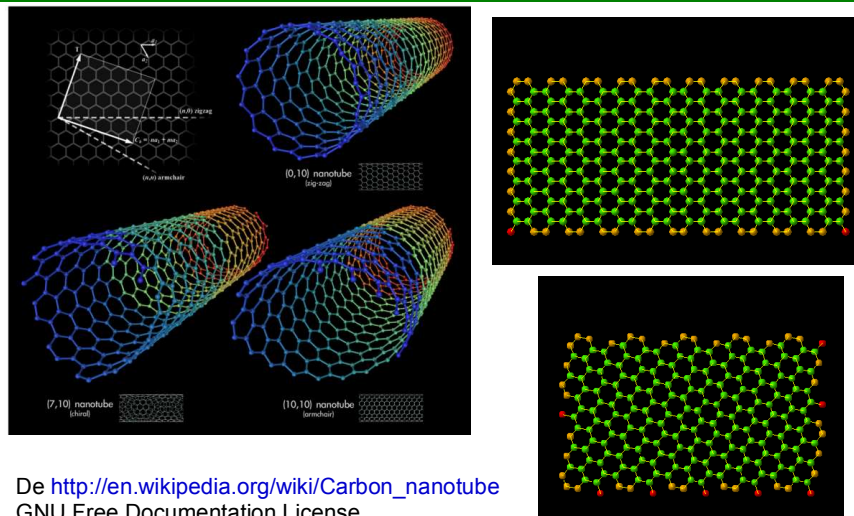 T
(n,0) zigzag
(n,n) armchair
(0,10) nanotube
(zig-zag)
(7,10) nanotube
(chiral)
(10,10) nanotube
(armchair)
De http://en.wikipedia.org/wiki/Carbon_nanotube
GNU Free Documentation License